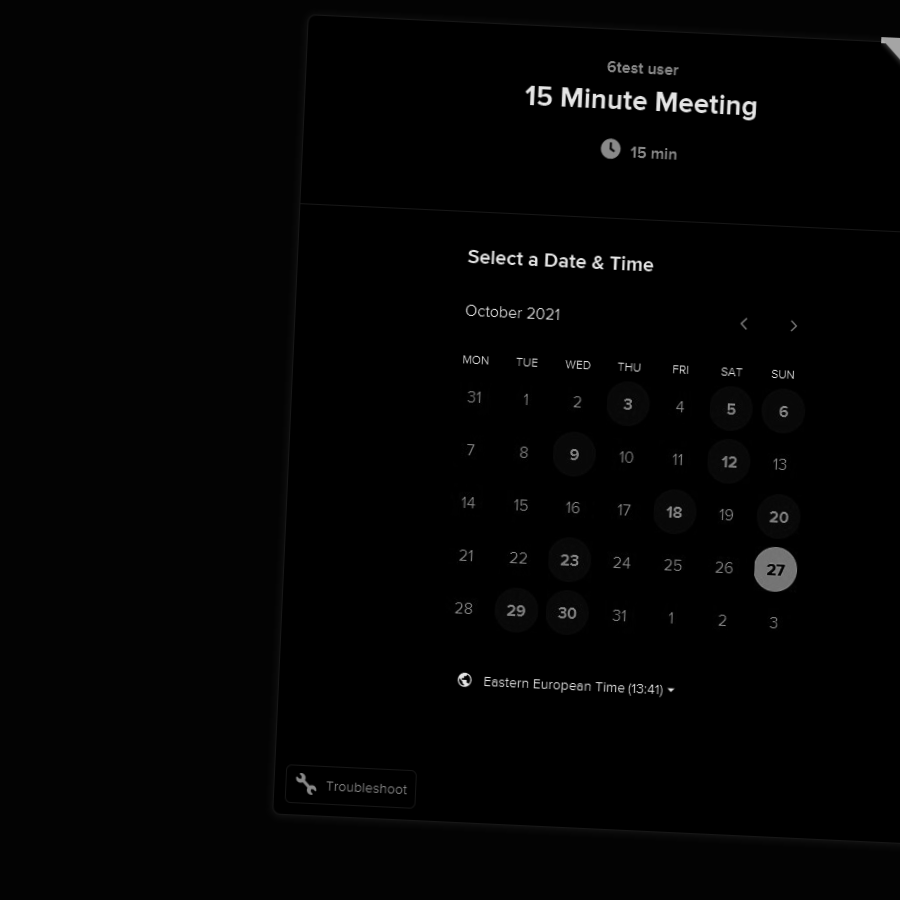 6test user
15 Minute Meeting
15 min
Select a Date & Time
October 2021
MON TUE WED THU FRI SAT SUN
31 1 2 3 4 5 6
7 8 9 10 11 12 13
14 15 16 17 18 19 20
21 22 23 24 25 26 27
28 29 30 31 1 2 3
Eastern European Time (13:41)
Troubleshoot